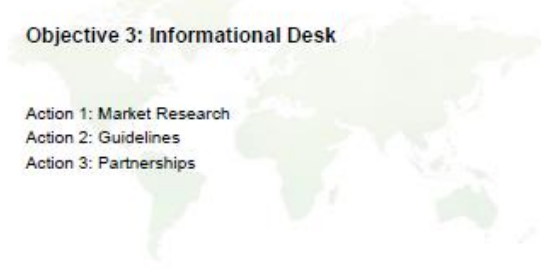 Objective 3: Informational Desk
Action 1: Market Research
Action 2: Guidelines
Action 3: Partnerships